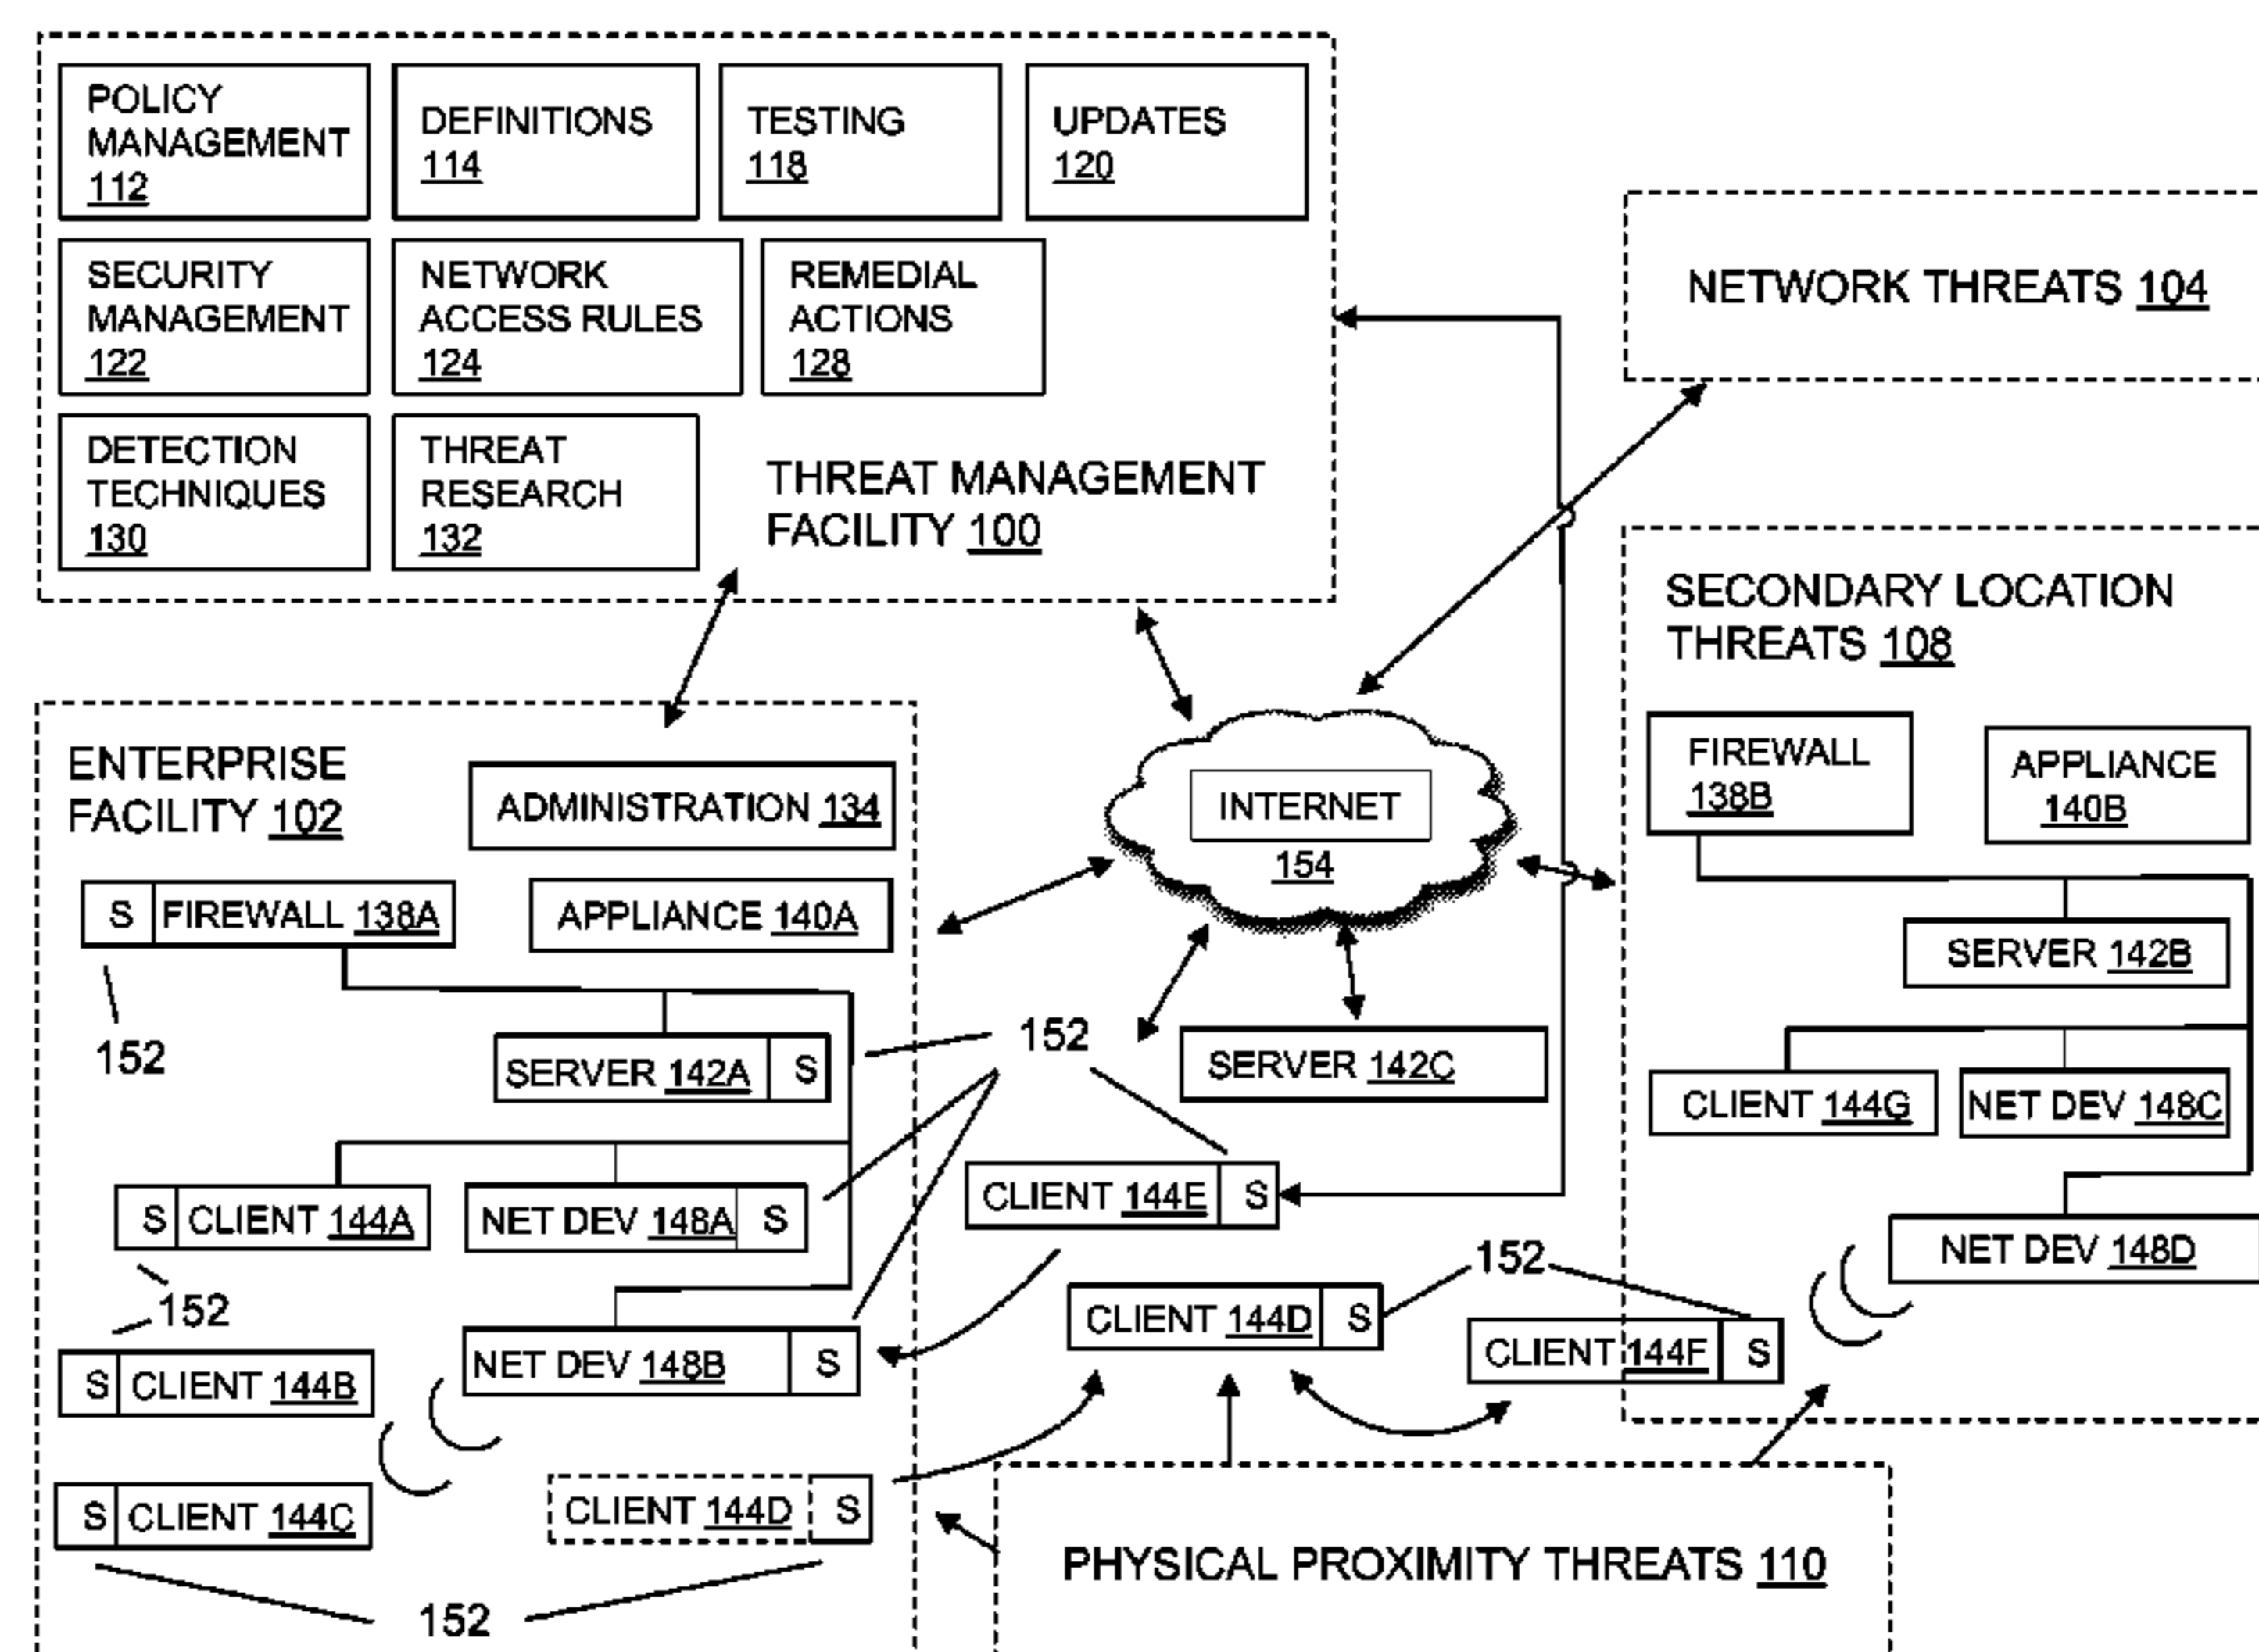 POLICY
MANAGEMENT
112
DEFINITIONS
114
TESTING
118
UPDATES
120
SECURITY
MANAGEMENT
122
NETWORK
ACCESS RULES
124
REMEDIAL
ACTIONS
128
DETECTION
TECHNIQUES
130
THREAT
RESEARCH
132
THREAT MANAGEMENT
FACILITY 100
NETWORK THREATS 104
SECONDARY LOCATION
THREATS 108
FIREWALL
138B
APPLIANCE
140B
SERVER 142B
CLIENT 144G
NET DEV 148C
NET DEV 148D
ENTERPRISE
FACILITY 102
ADMINISTRATION 134
S FIREWALL 138A
APPLIANCE 140A
152
SERVER 142A S
S CLIENT 144A
NET DEV 148A S
152
S CLIENT 144B
NET DEV 148B S
S CLIENT 144C
CLIENT 144D S
152
INTERNET
154
152
SERVER 142C
CLIENT 144E S
CLIENT 144D S
152
CLIENT 144F S
PHYSICAL PROXIMITY THREATS 110